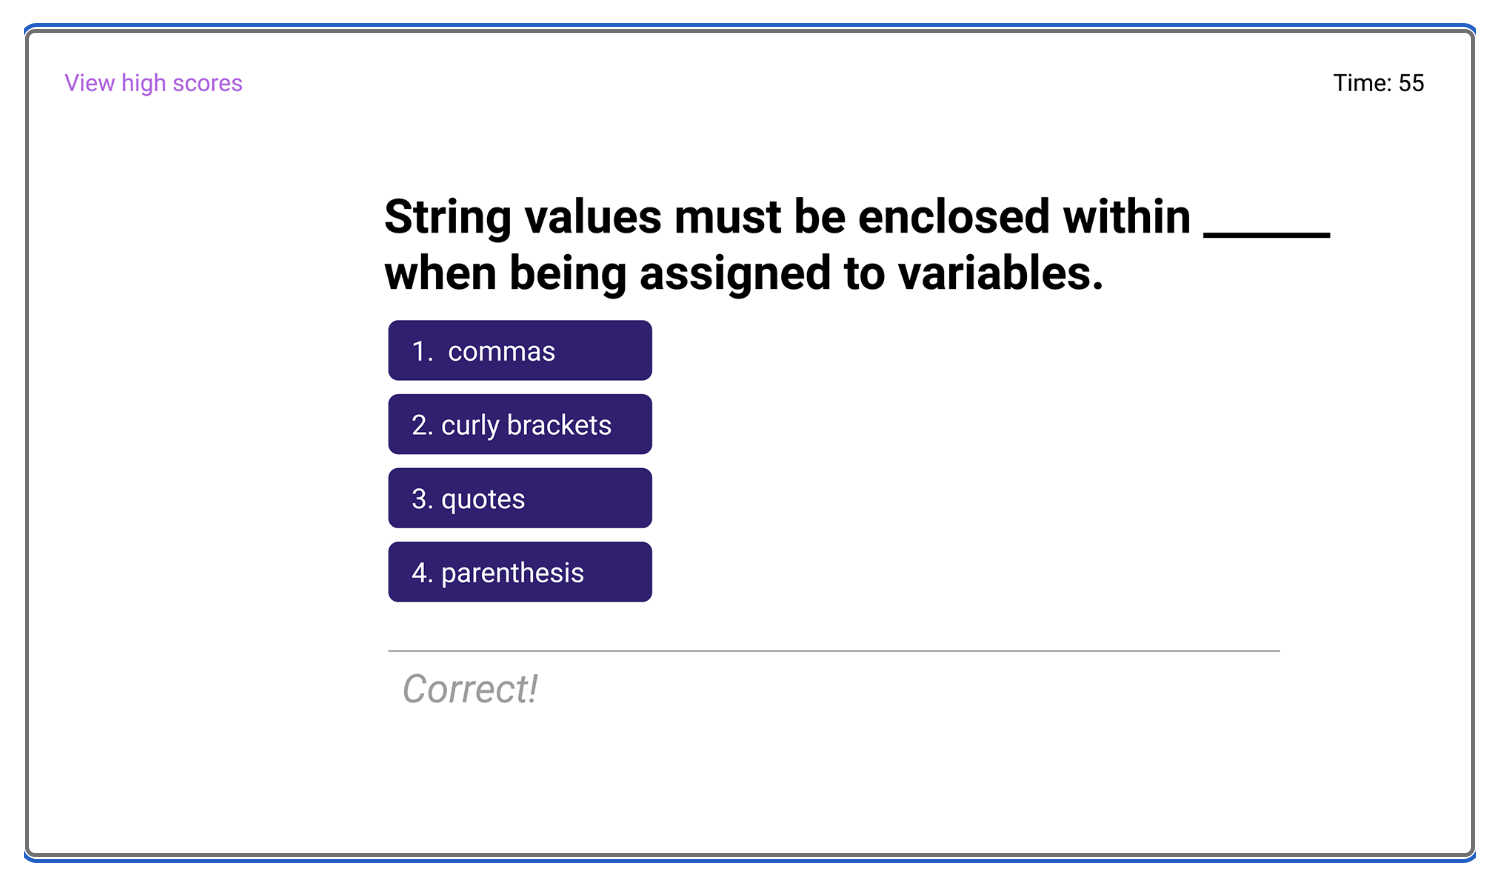 View high scores
Time: 55
String values must be enclosed within ______
when being assigned to variables.
1. commas
2. curly brackets
3. quotes
4. parenthesis
Correct!